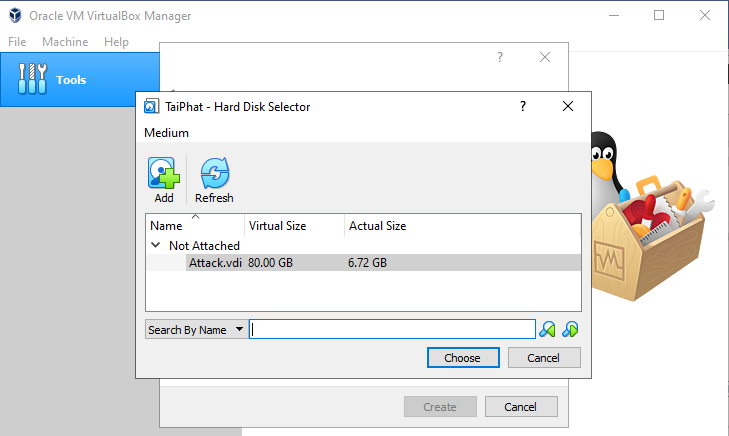 Oracle VM VirtualBox Manager
File Machine Help
Tools
?
TaiPhat - Hard Disk Selector ?
Medium
Add Refresh
Name Virtual Size Actual Size
Not Attached
Attack.vdi 80.00 GB 6.72 GB
Search By Name
Choose Cancel
Create Cancel